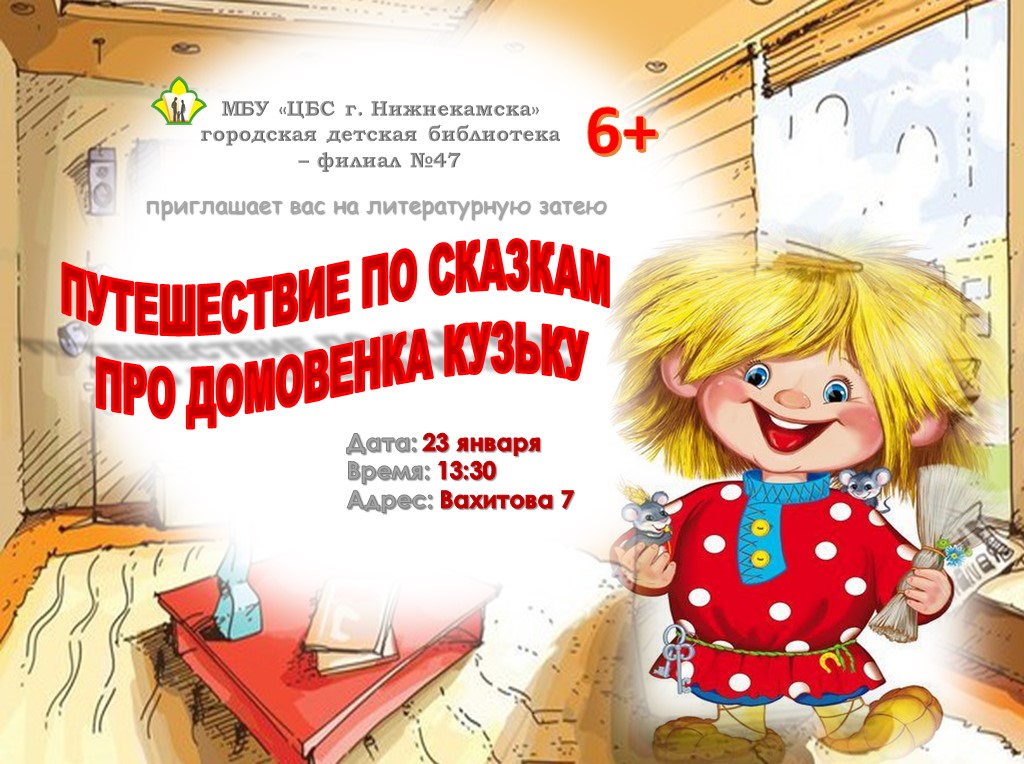 МБУ «ЦБС г. Нижнекамска»
городская детская библиотека
– филиал №47
6+
приглашает вас на литературную затею
ПУТЕШЕСТВИЕ ПО СКАЗКАМ
ПРО ДОМОВЕНКА КУЗЬКУ
Дата: 23 января
Время: 13:30
Адрес: Вахитова 7